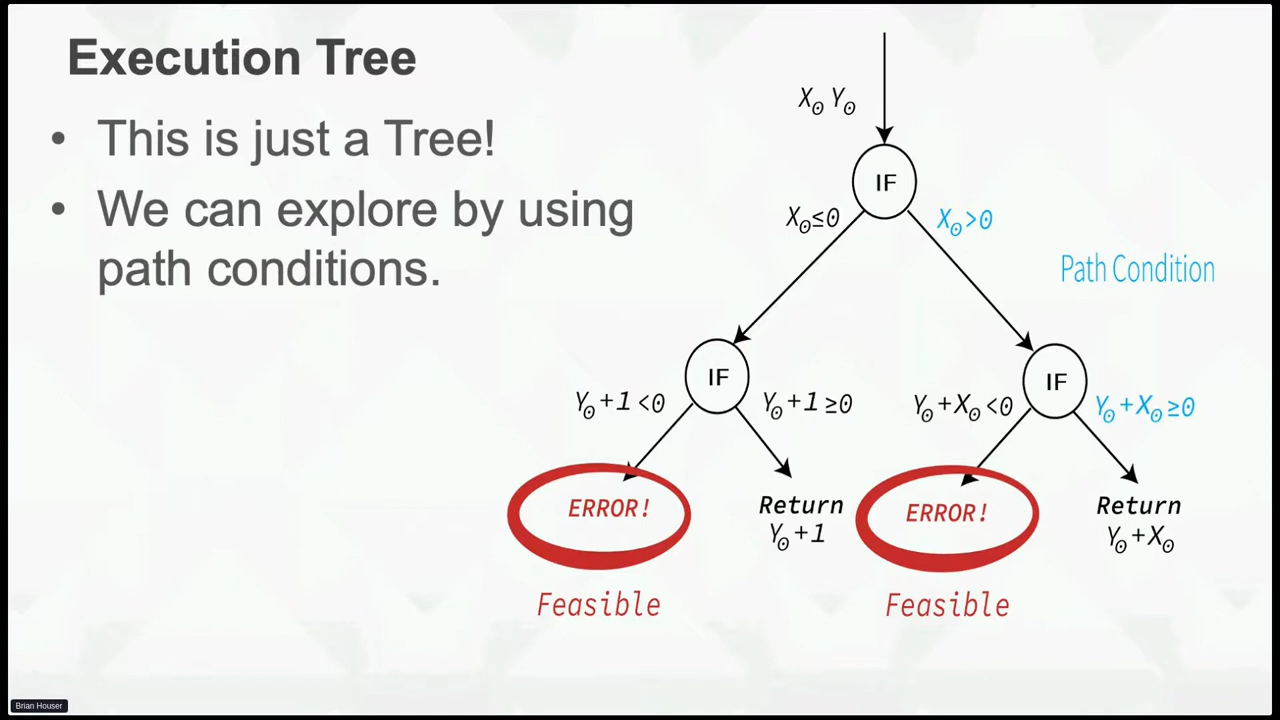 Execution Tree
• This is just a Tree!
• We can explore by using
path conditions.
X₀ Y₀
IF
X₀≤0
X₀>0
Path Condition
IF
IF
Y₀+1<0
Y₀+1≥0
Y₀+X₀<0
Y₀+X₀≥0
ERROR!
Return
Y₀+1
ERROR!
Return
Y₀+X₀
Feasible
Feasible
Brian Houser